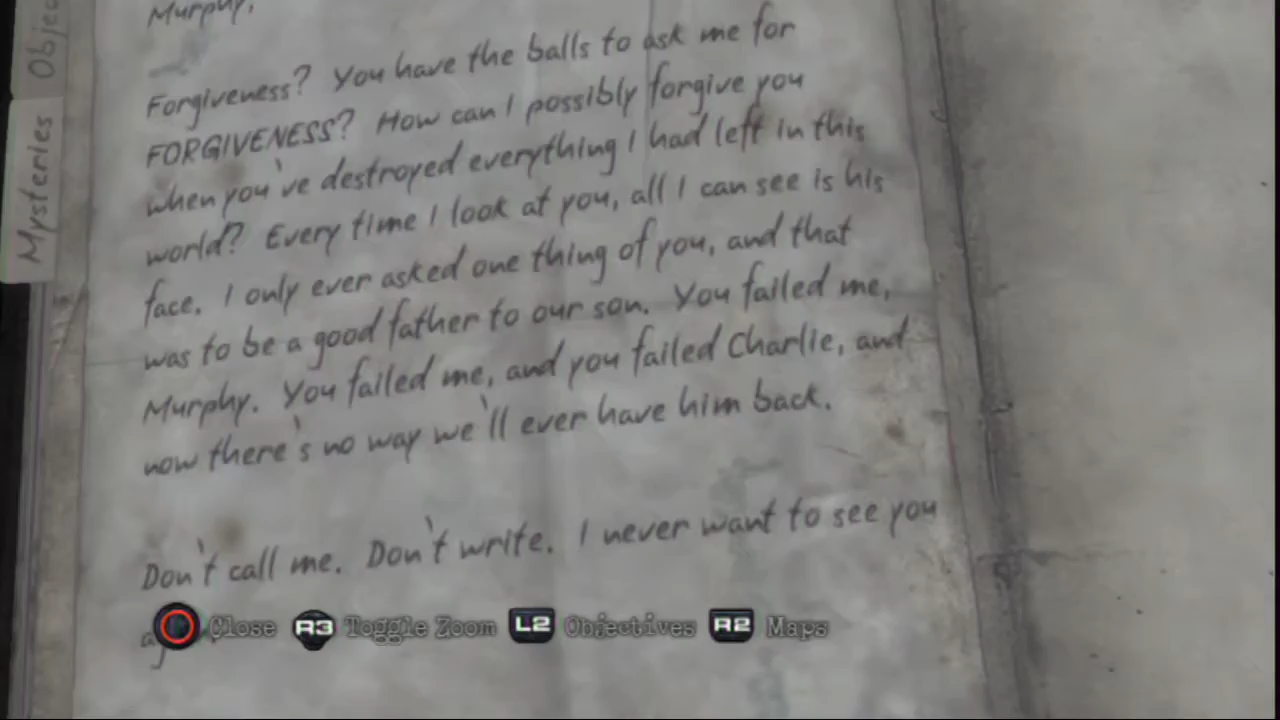 Murphy,
Forgiveness? You have the balls to ask me for
FORGIVENESS? How can I possibly forgive you
when you've destroyed everything I had left in this
world? Every time I look at you, all I can see is his
face. I only ever asked one thing of you, and that
was to be a good father to our son. You failed me,
Murphy. You failed me, and you failed Charlie, and
now there's no way we'll ever have him back.
Don't call me. Don't write. I never want to see you
Close R3 Toggle Zoom L2 Objectives R2 Maps
Mysteries
Objec